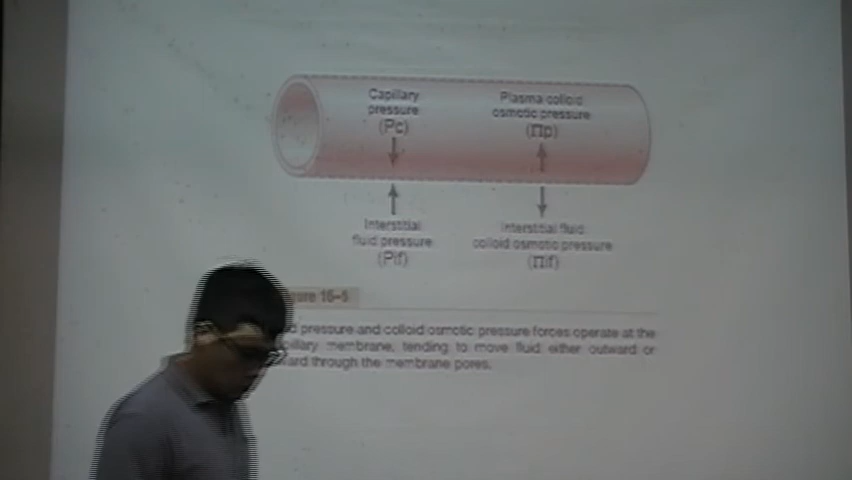 Capillary
pressure
(Pc)
Plasma colloid
osmotic pressure
(Πp)
Interstitial
fluid pressure
(Pif)
Interstitial fluid
colloid osmotic pressure
(Πif)
16–5
pressure and colloid osmotic pressure forces operate at the
membrane, tending to move fluid either outward or
through the membrane pores.